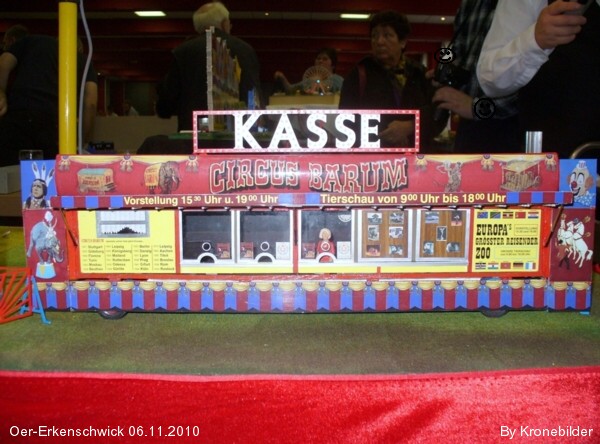 KASSE
CIRCUS BARUM
Vorstellung 15³⁰ Uhr u. 19⁰⁰ Uhr
Tierschau von 9⁰⁰ Uhr bis 18⁰⁰ Uhr
EUROPA'S
GRÖSSTER REISENDER
ZOO
Oer-Erkenschwick 06.11.2010
By Kronebilder